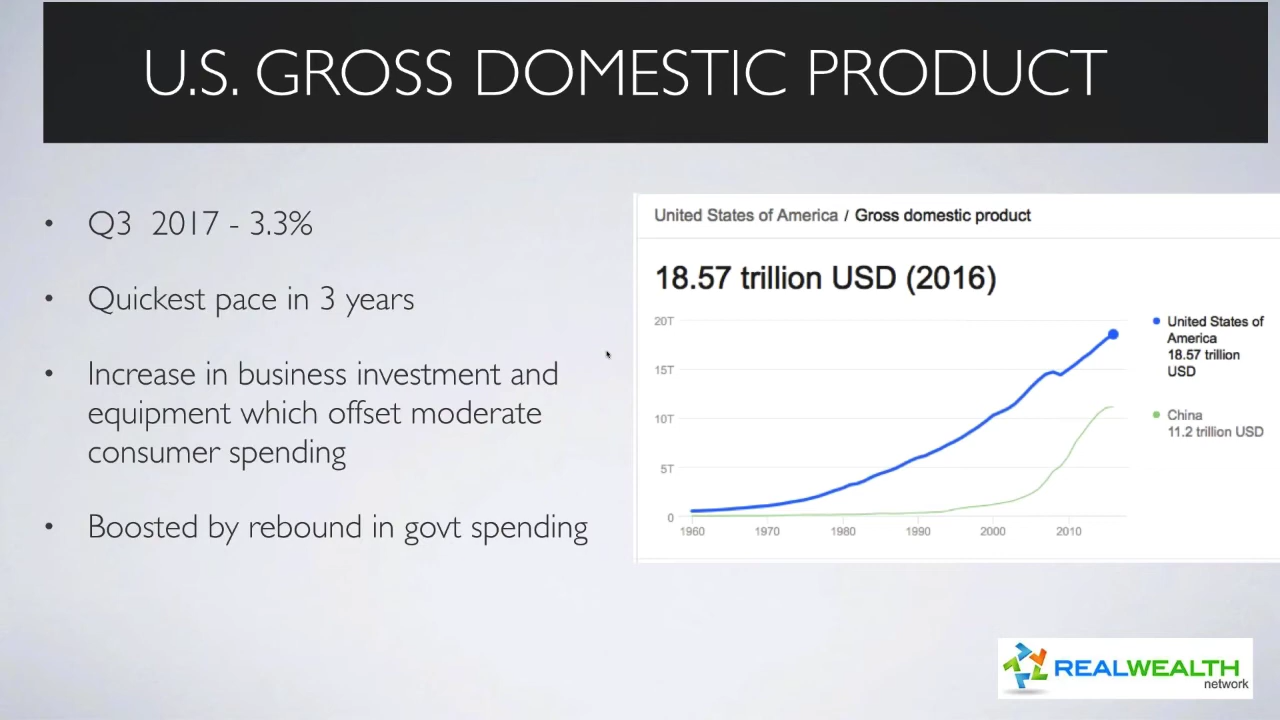 U.S. GROSS DOMESTIC PRODUCT
• Q3 2017 - 3.3%
• Quickest pace in 3 years
• Increase in business investment and
equipment which offset moderate
consumer spending
• Boosted by rebound in govt spending
United States of America / Gross domestic product
18.57 trillion USD (2016)
20T
15T
10T
5T
0
1960 1970 1980 1990 2000 2010
United States of
America
18.57 trillion
USD
China
11.2 trillion USD
REALWEALTH
network